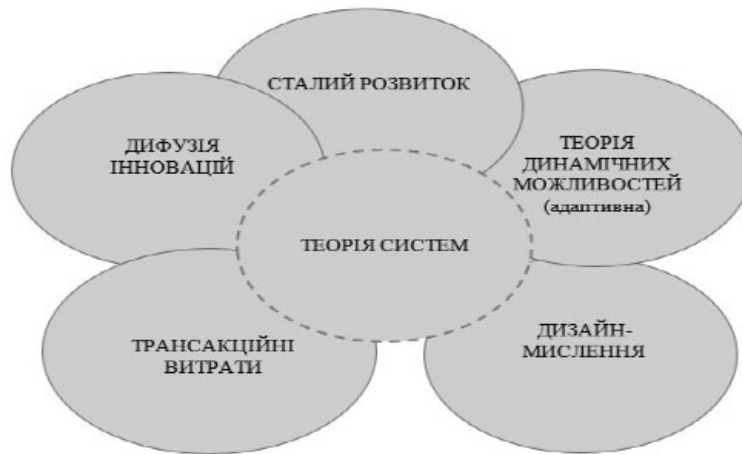 СТАЛИЙ РОЗВИТОК
ДИФУЗІЯ
ІННОВАЦІЙ
ТЕОРІЯ
ДИНАМІЧНИХ
МОЖЛИВОСТЕЙ
(адаптивна)
ТЕОРІЯ СИСТЕМ
ТРАНСАКЦІЙНІ
ВИТРАТИ
ДИЗАЙН-
МИСЛЕННЯ